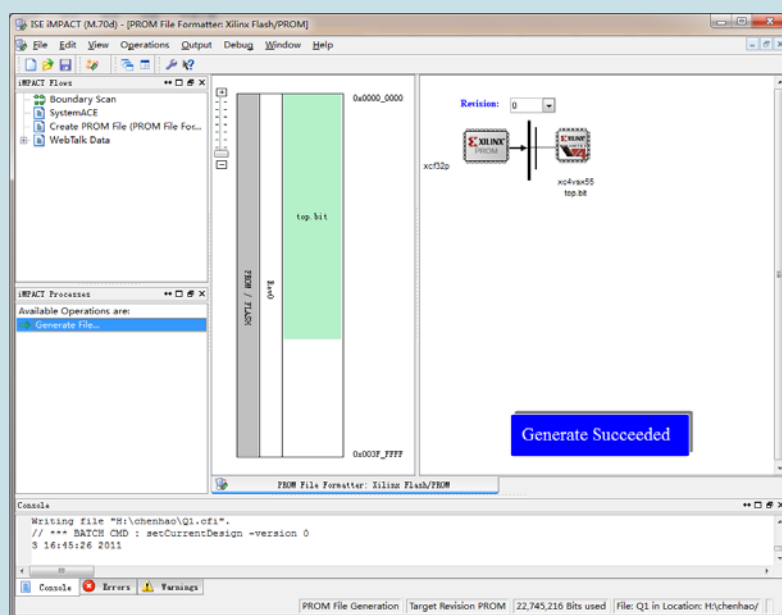 ISE iMPACT (M.70d) - [PROM File Formatter: Xilinx Flash/PROM]
File Edit View Operations Output Debug Window Help
iMPACT Flows
Boundary Scan
SystemACE
Create PROM File (PROM File For...
WebTalk Data
iMPACT Processes
Available Operations are:
Generate File...
0x0000_0000
top.bit
PROM / FLASH
Rev0
0x003F_FFFF
Revision: 0
XILINX
PROM
xcf32p
XILINX
xc4vsx55
top.bit
Generate Succeeded
PROM File Formatter: Xilinx Flash/PROM
Console
Writing file "H:\chenhao\Q1.cfi".
// *** BATCH CMD : setCurrentDesign -version 0
3 16:45:26 2011
Console Errors Warnings
PROM File Generation Target Revision PROM 22,745,216 Bits used File: Q1 in Location: H:\chenhao/